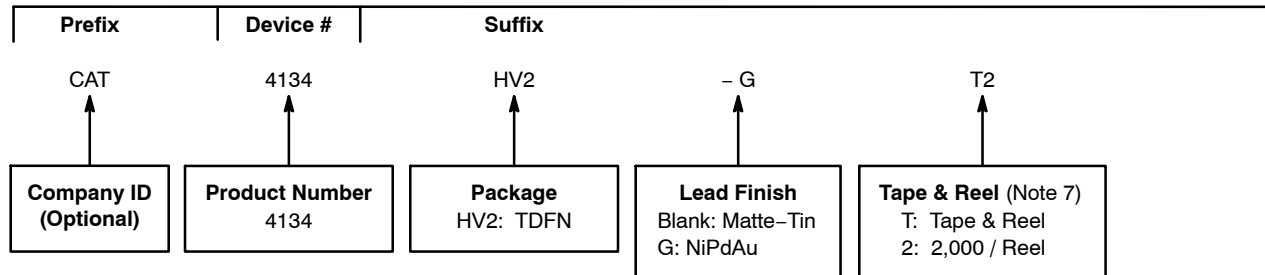 Prefix Device # Suffix
CAT 4134 HV2 – G T2
Company ID
(Optional)
Product Number
4134
Package
HV2: TDFN
Lead Finish
Blank: Matte–Tin
G: NiPdAu
Tape & Reel (Note 7)
T: Tape & Reel
2: 2,000 / Reel